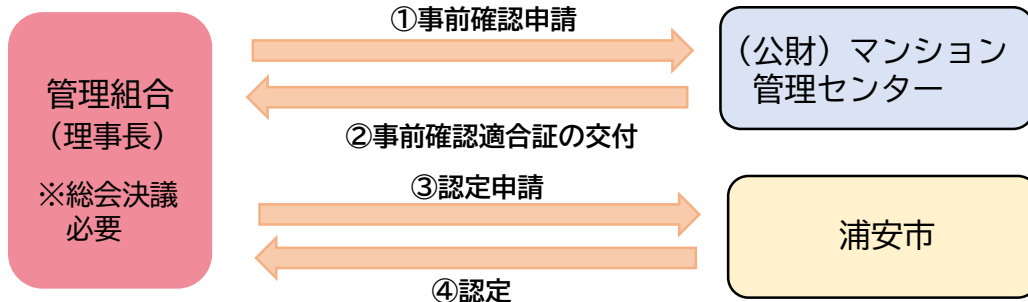 ①事前確認申請
管理組合
（理事長）
※総会決議
必要
（公財）マンション
管理センター
②事前確認適合証の交付
③認定申請
浦安市
④認定